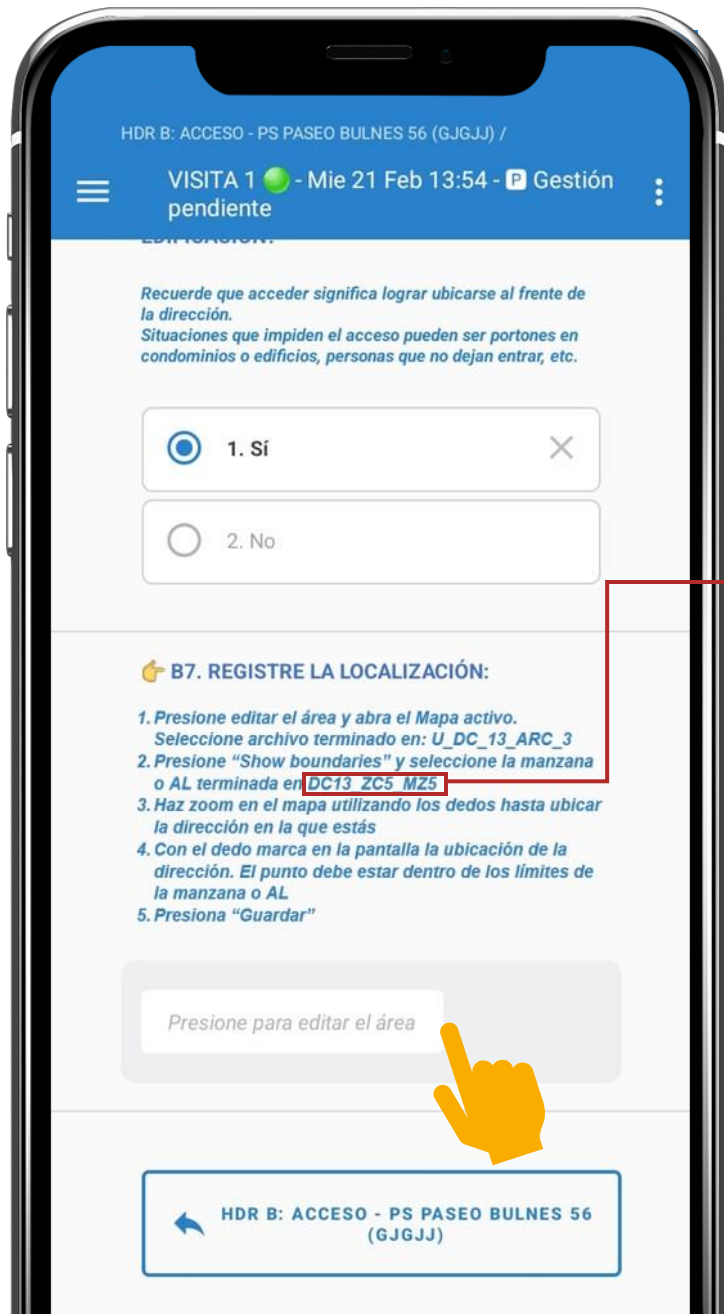 HDR B: ACCESO - PS PASEO BULNES 56 (GJGJJ) /
VISITA 1 - Mie 21 Feb 13:54 - P Gestión
pendiente
EDIFICACIÓN:
Recuerde que acceder significa lograr ubicarse al frente de
la dirección.
Situaciones que impiden el acceso pueden ser portones en
condominios o edificios, personas que no dejan entrar, etc.
1. Sí
2. No
B7. REGISTRE LA LOCALIZACIÓN:
1. Presione editar el área y abra el Mapa activo.
Seleccione archivo terminado en: U_DC_13_ARC_3
2. Presione “Show boundaries” y seleccione la manzana
o AL terminada en DC13_ZC5_MZ5
3. Haz zoom en el mapa utilizando los dedos hasta ubicar
la dirección en la que estás
4. Con el dedo marca en la pantalla la ubicación de la
dirección. El punto debe estar dentro de los límites de
la manzana o AL
5. Presiona “Guardar”
Presione para editar el área
HDR B: ACCESO - PS PASEO BULNES 56
(GJGJJ)